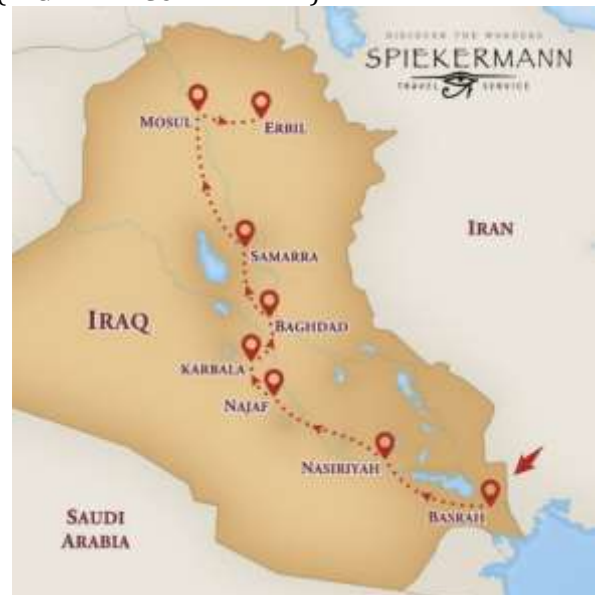 DISCOVER THE WONDERS
SPIEKERMANN
TRAVEL SERVICE
MOSUL
ERBIL
IRAN
SAMARRA
IRAQ
BAGHDAD
KARBALA
NAJAF
NASIRIYAH
BASRAH
SAUDI
ARABIA